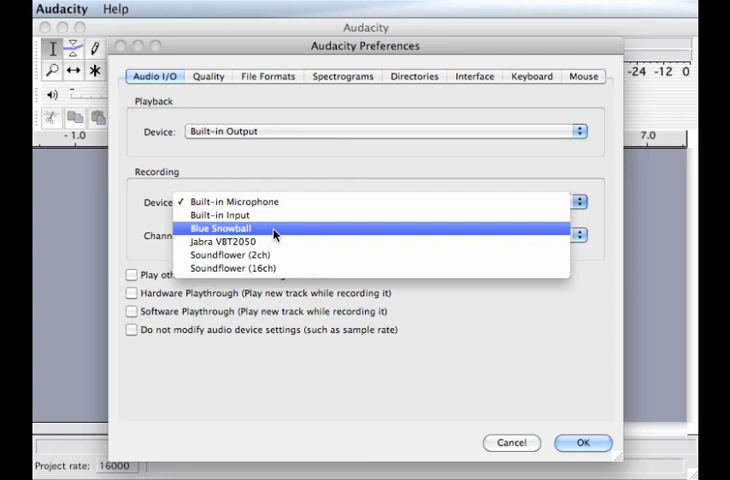 Audacity Help
Audacity
Audacity Preferences
Audio I/O Quality File Formats Spectrograms Directories Interface Keyboard Mouse
-24 -12 0
Playback
Device: Built-in Output
- 1.0
7.0
Recording
Device ✓ Built-in Microphone
Built-in Input
Blue Snowball
Chann
Jabra VBT2050
Soundflower (2ch)
Soundflower (16ch)
Play ot
Hardware Playthrough (Play new track while recording it)
Software Playthrough (Play new track while recording it)
Do not modify audio device settings (such as sample rate)
Cancel OK
Project rate: 16000